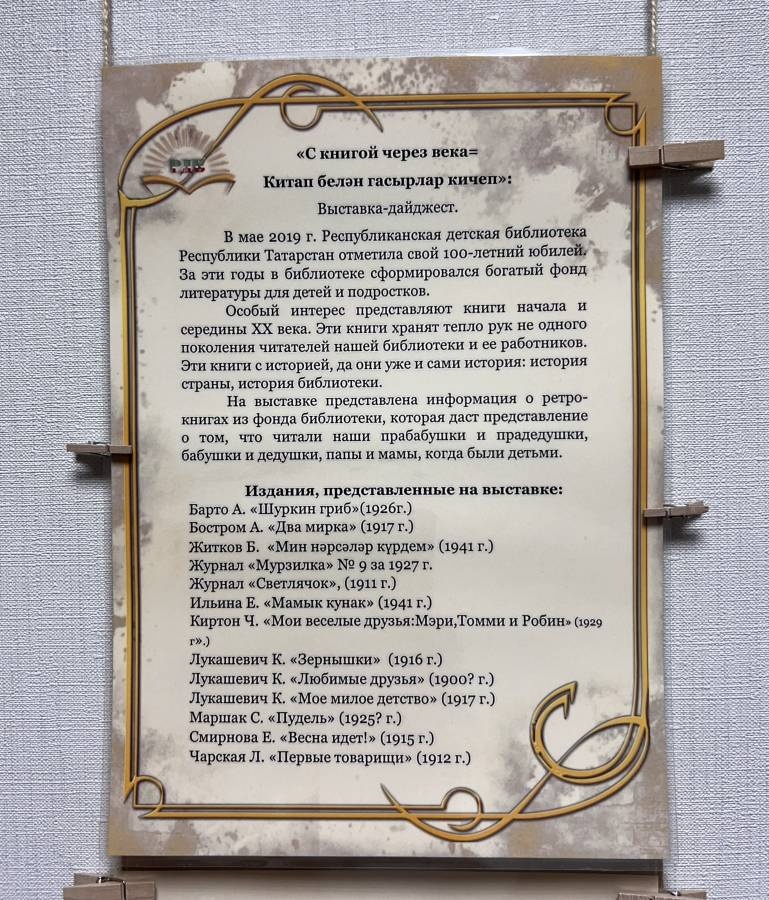 «С книгой через века=
Китап белән гасырлар кичеп»:
Выставка-дайджест.
В мае 2019 г. Республиканская детская библиотека
Республики Татарстан отметила свой 100-летний юбилей.
За эти годы в библиотеке сформировался богатый фонд
литературы для детей и подростков.
Особый интерес представляют книги начала и
середины XX века. Эти книги хранят тепло рук не одного
поколения читателей нашей библиотеки и ее работников.
Эти книги с историей, да они уже и сами история: история
страны, история библиотеки.
На выставке представлена информация о ретро-
книгах из фонда библиотеки, которая даст представление
о том, что читали наши прабабушки и прадедушки,
бабушки и дедушки, папы и мамы, когда были детьми.
Издания, представленные на выставке:
Барто А. «Шуркин гриб»(1926г.)
Бостром А. «Два мирка» (1917 г.)
Житков Б.  «Мин нәрсәләр күрдем» (1941 г.)
Журнал «Мурзилка» № 9 за 1927 г.
Журнал «Светлячок», (1911 г.)
Ильина Е. «Мамык кунак» (1941 г.)
Киртон Ч. «Мои веселые друзья:Мэри,Томми и Робин» (1929
г».)
Лукашевич К. «Зернышки»  (1916 г.)
Лукашевич К. «Любимые друзья» (1900? г.)
Лукашевич К. «Мое милое детство» (1917 г.)
Маршак С. «Пудель» (1925? г.)
Смирнова Е. «Весна идет!» (1915 г.)
Чарская Л. «Первые товарищи» (1912 г.)